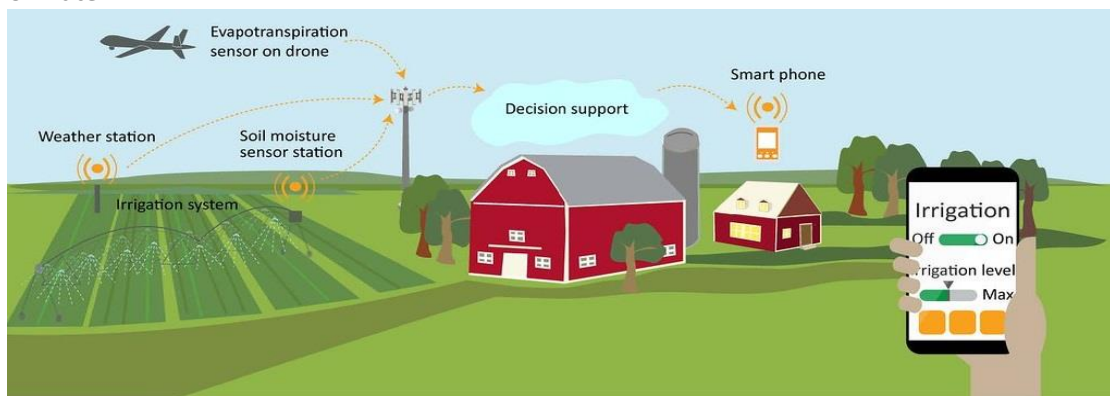 Evapotranspiration
sensor on drone
Smart phone
Decision support
Weather station
Soil moisture
sensor station
Irrigation system
Irrigation
Off On
Irrigation level
Max